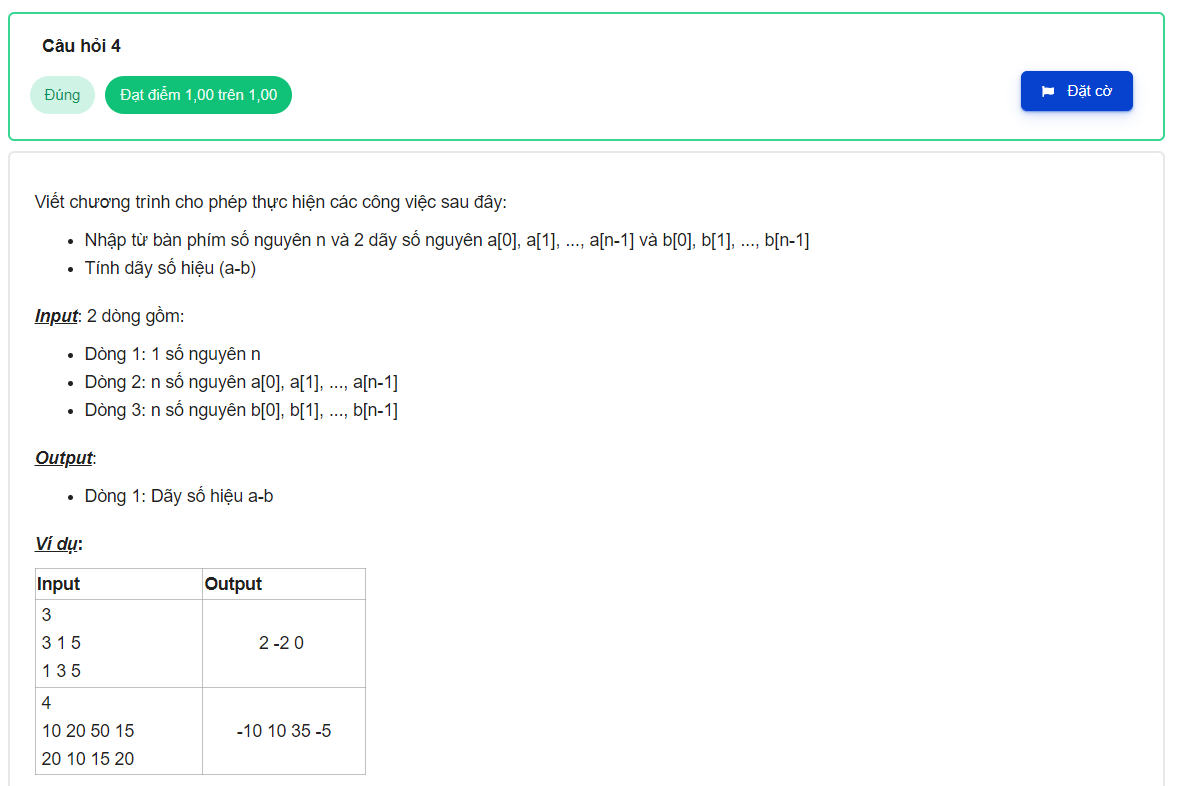 Câu hỏi 4
Đúng
Đạt điểm 1,00 trên 1,00
Đặt cờ
Viết chương trình cho phép thực hiện các công việc sau đây:
Nhập từ bàn phím số nguyên n và 2 dãy số nguyên a[0], a[1], ..., a[n-1] và b[0], b[1], ..., b[n-1]
Tính dãy số hiệu (a-b)
Input: 2 dòng gồm:
Dòng 1: 1 số nguyên n
Dòng 2: n số nguyên a[0], a[1], ..., a[n-1]
Dòng 3: n số nguyên b[0], b[1], ..., b[n-1]
Output:
Dòng 1: Dãy số hiệu a-b
Ví dụ:
Input Output
3
3 1 5
1 3 5
2 -2 0
4
10 20 50 15
20 10 15 20
-10 10 35 -5